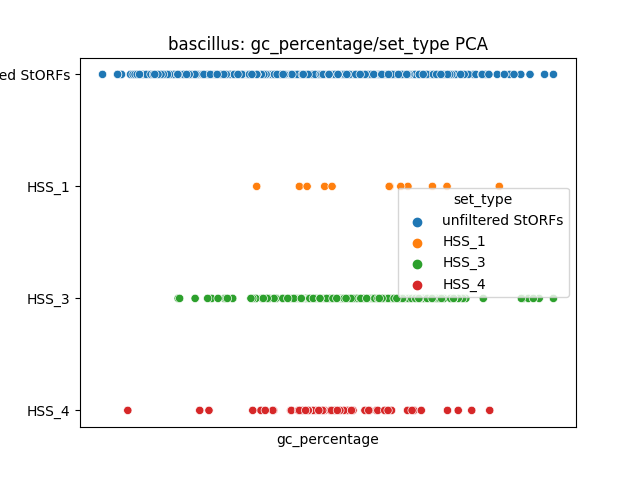 bascillus: gc_percentage/set_type PCA
ed StORFs
HSS_1
set_type
unfiltered StORFs
HSS_1
HSS_3
HSS_4
HSS_3
HSS_4
gc_percentage